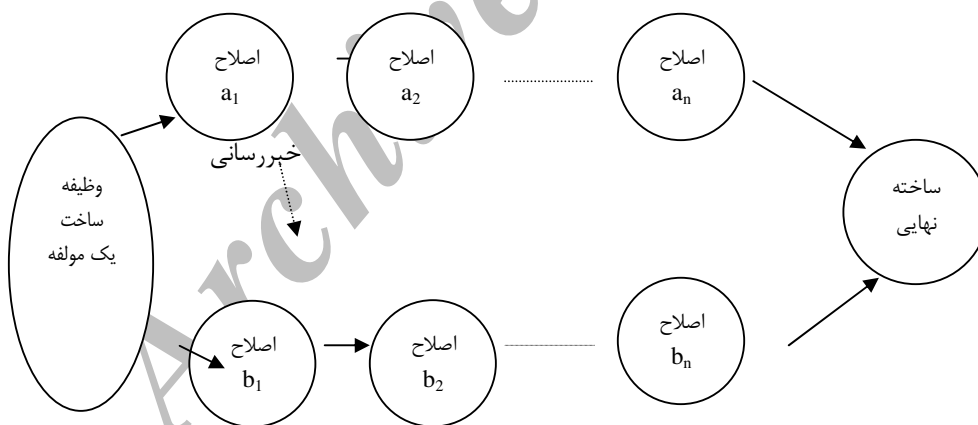 اصلاح
a₁
اصلاح
a₂
اصلاح
aₙ
خبررسانی
وظیفه
ساخت
یک مولفه
ساخته
نهایی
اصلاح
b₁
اصلاح
b₂
اصلاح
bₙ
Archive